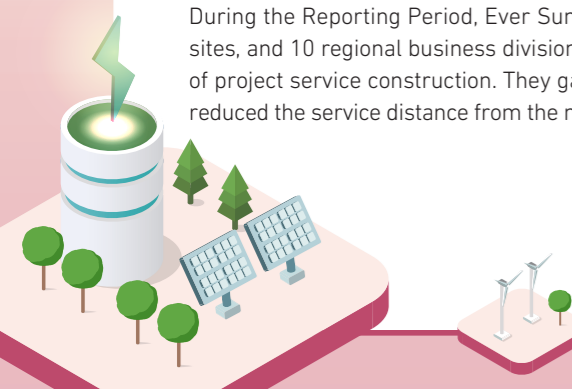 During the Reporting Period, Ever Sun
sites, and 10 regional business division
of project service construction. They
reduced the service distance from the